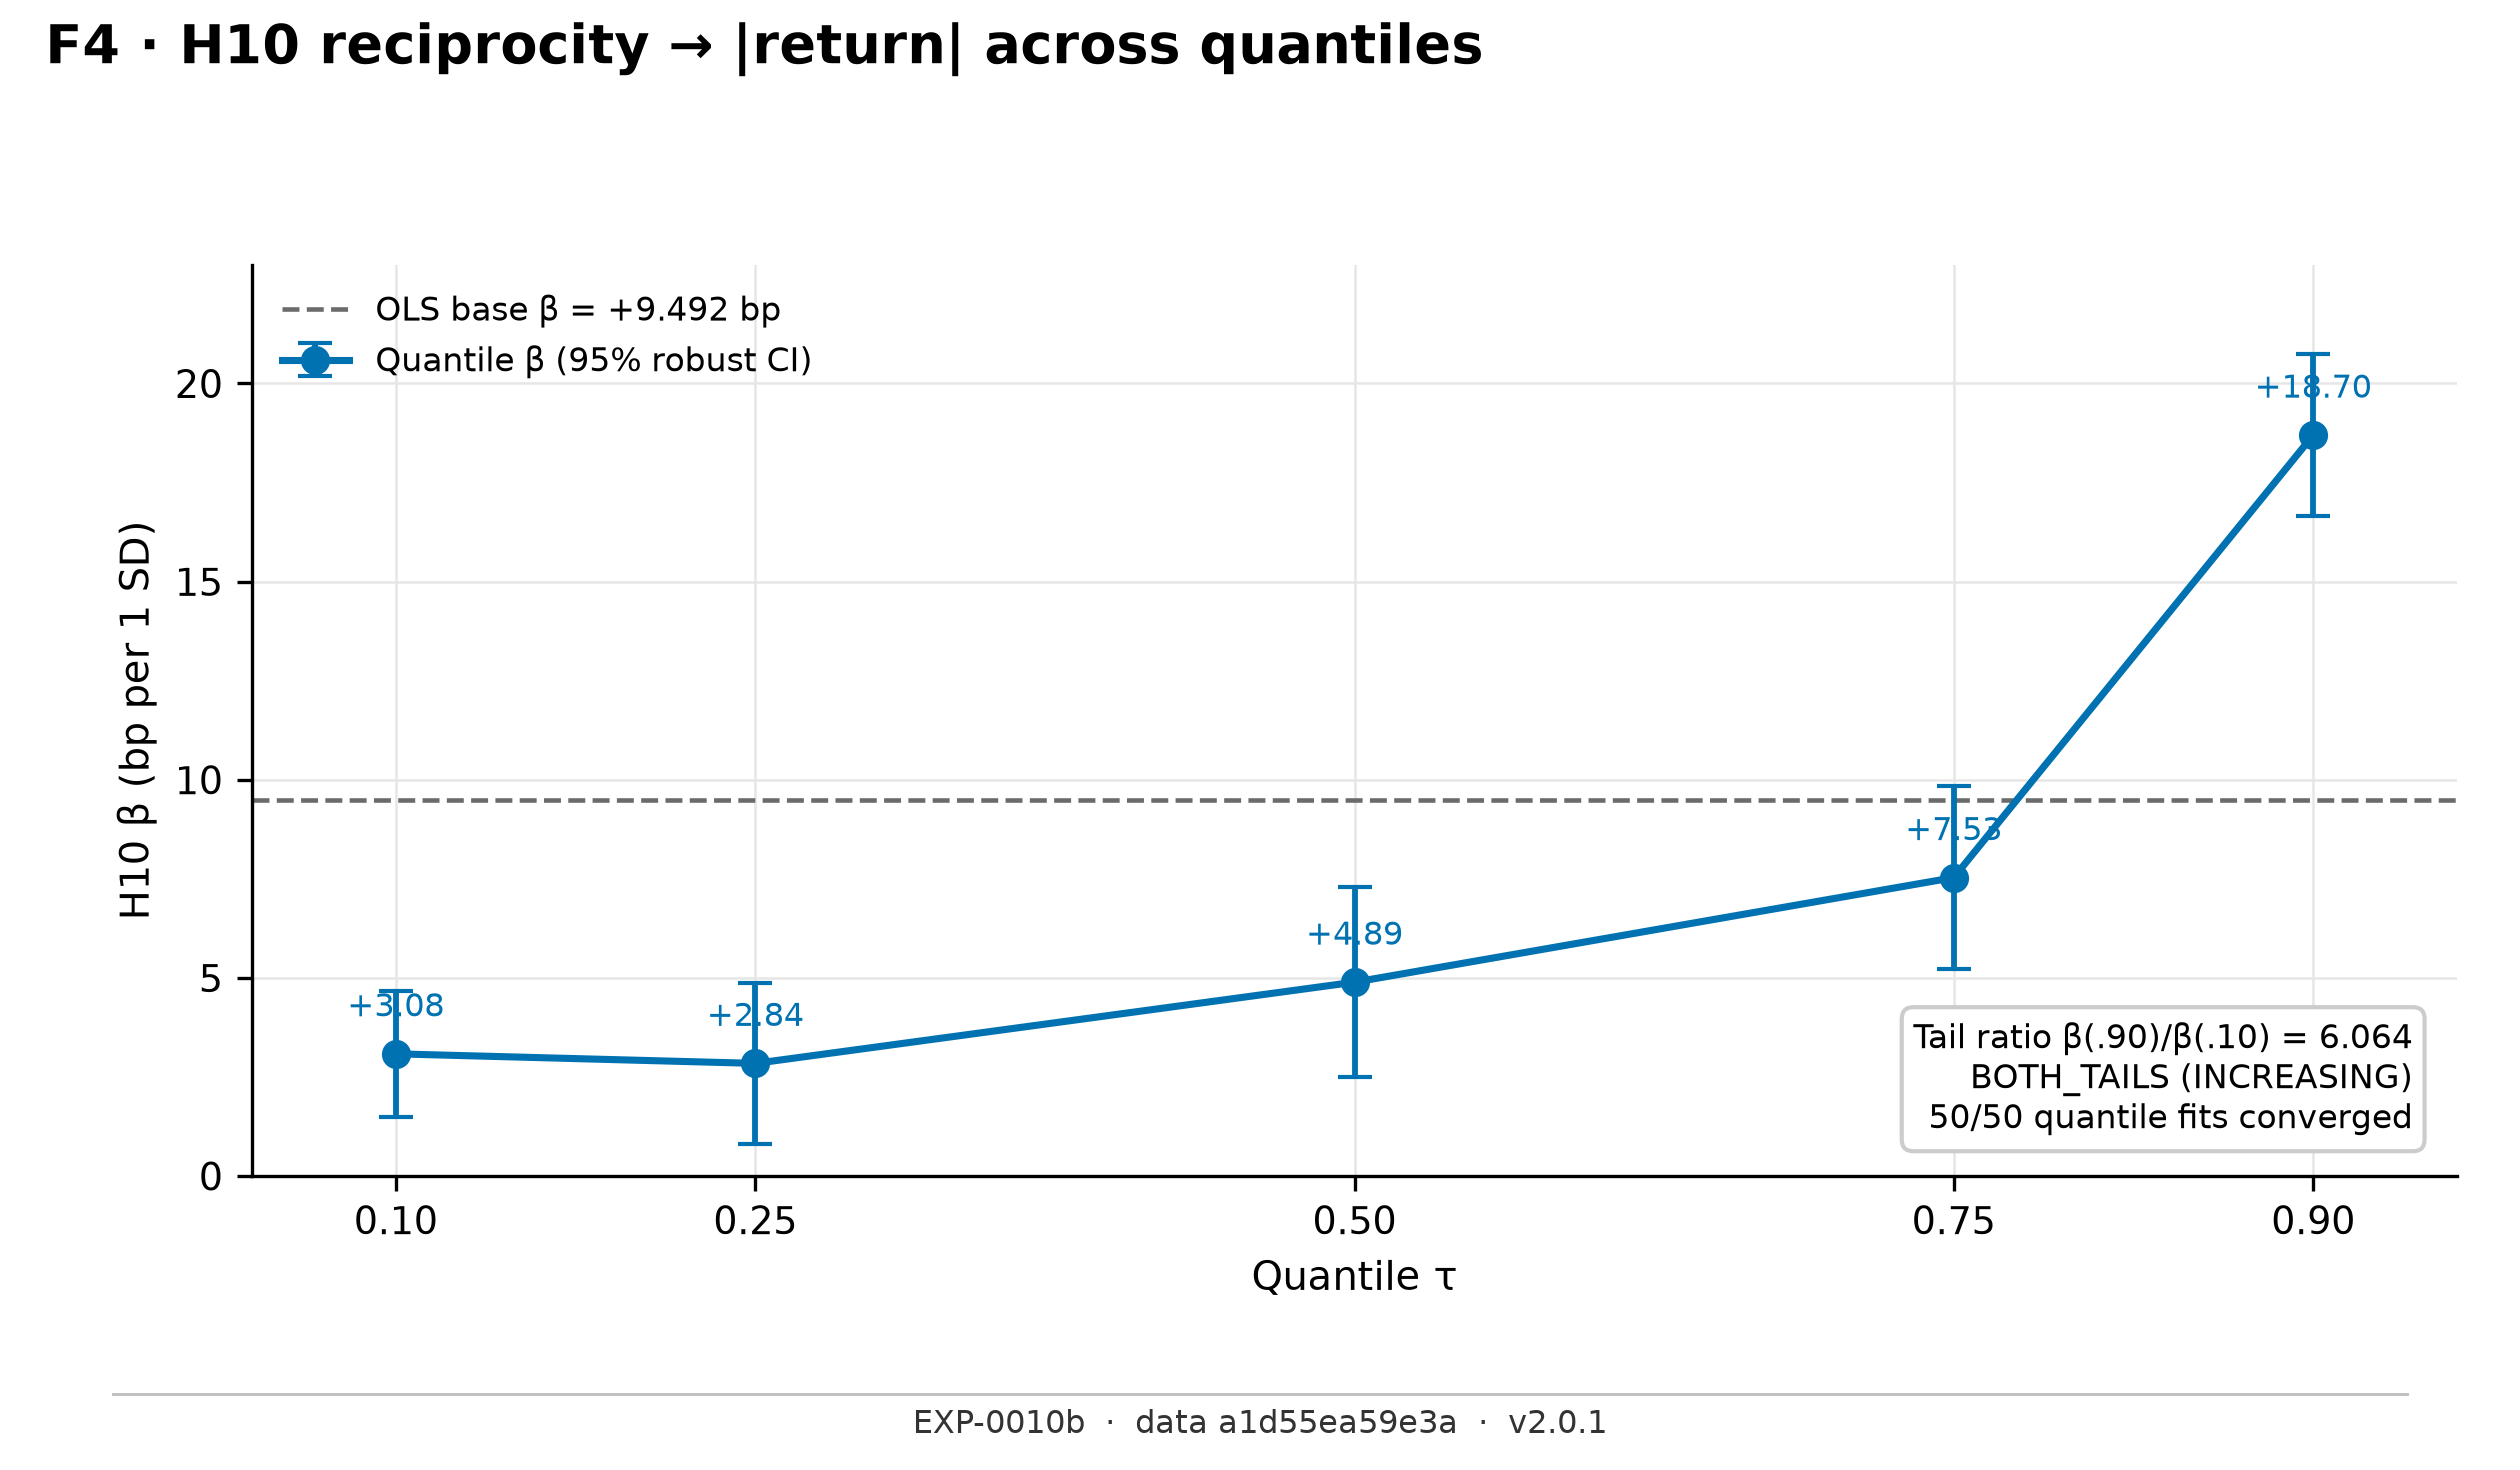 F4 · H10 reciprocity → |return| across quantiles
OLS base β = +9.492 bp
Quantile β (95% robust CI)
H10 β (bp per 1 SD)
20
15
10
5
0
+3.08
+2.84
+4.89
+7.53
+18.70
Tail ratio β(.90)/β(.10) = 6.064
BOTH_TAILS (INCREASING)
50/50 quantile fits converged
0.10
0.25
0.50
0.75
0.90
Quantile τ
EXP-0010b · data a1d55ea59e3a · v2.0.1